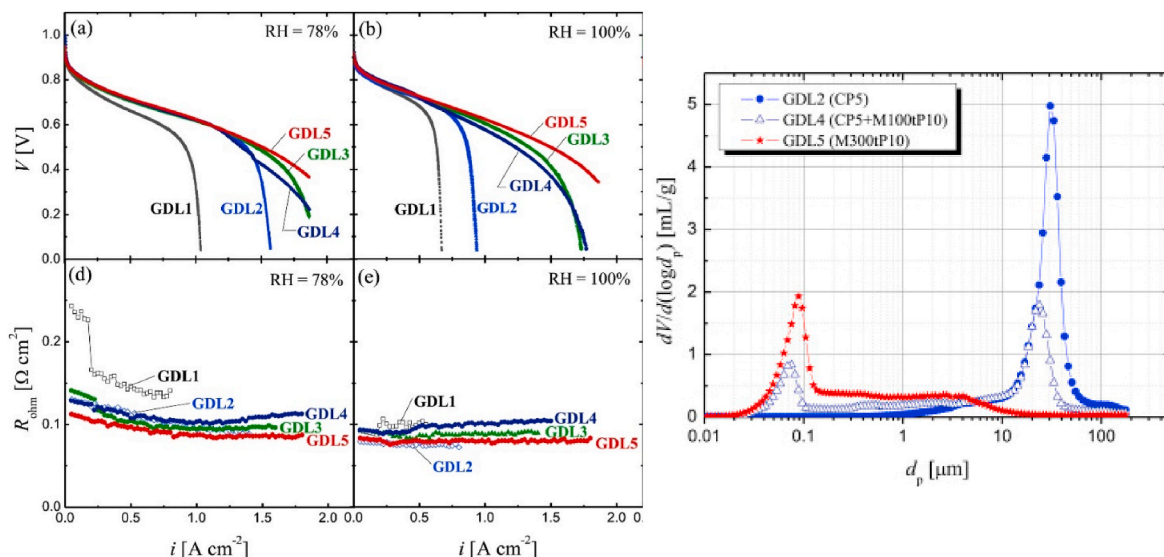 (a)
RH = 78%
(b)
RH = 100%
1.0
0.8
0.6
0.4
0.2
0.0
V [V]
GDL5
GDL3
GDL1
GDL2
GDL4
GDL5
GDL3
GDL4
GDL1
GDL2
(d)
RH = 78%
(e)
RH = 100%
0.2
0.1
0.0
R_ohm [Ω cm²]
GDL1
GDL2
GDL4
GDL3
GDL5
GDL1
GDL4
GDL3
GDL5
GDL2
0.0 0.5 1.0 1.5 2.0
0.5 1.0 1.5 2.0
i [A cm⁻²]
i [A cm⁻²]
GDL2 (CP5)
GDL4 (CP5+M100tP10)
GDL5 (M300tP10)
5
4
3
2
1
0
dV/d(logd_p) [mL/g]
0.01 0.1 1 10 100
d_p [μm]